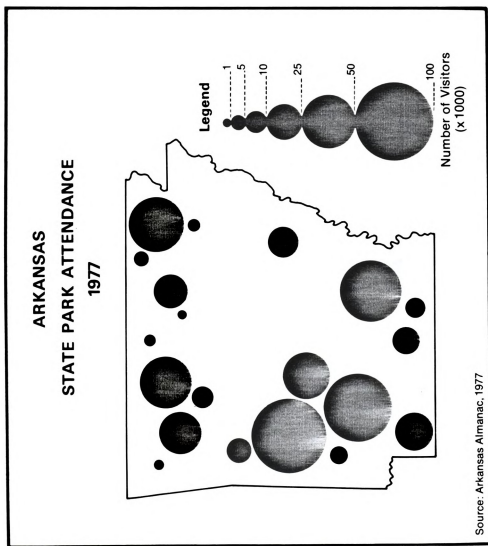 ARKANSAS
STATE PARK ATTENDANCE
1977
Legend
1
5
10
25
50
100
Number of Visitors
(x 1000)
Source: Arkansas Almanac, 1977